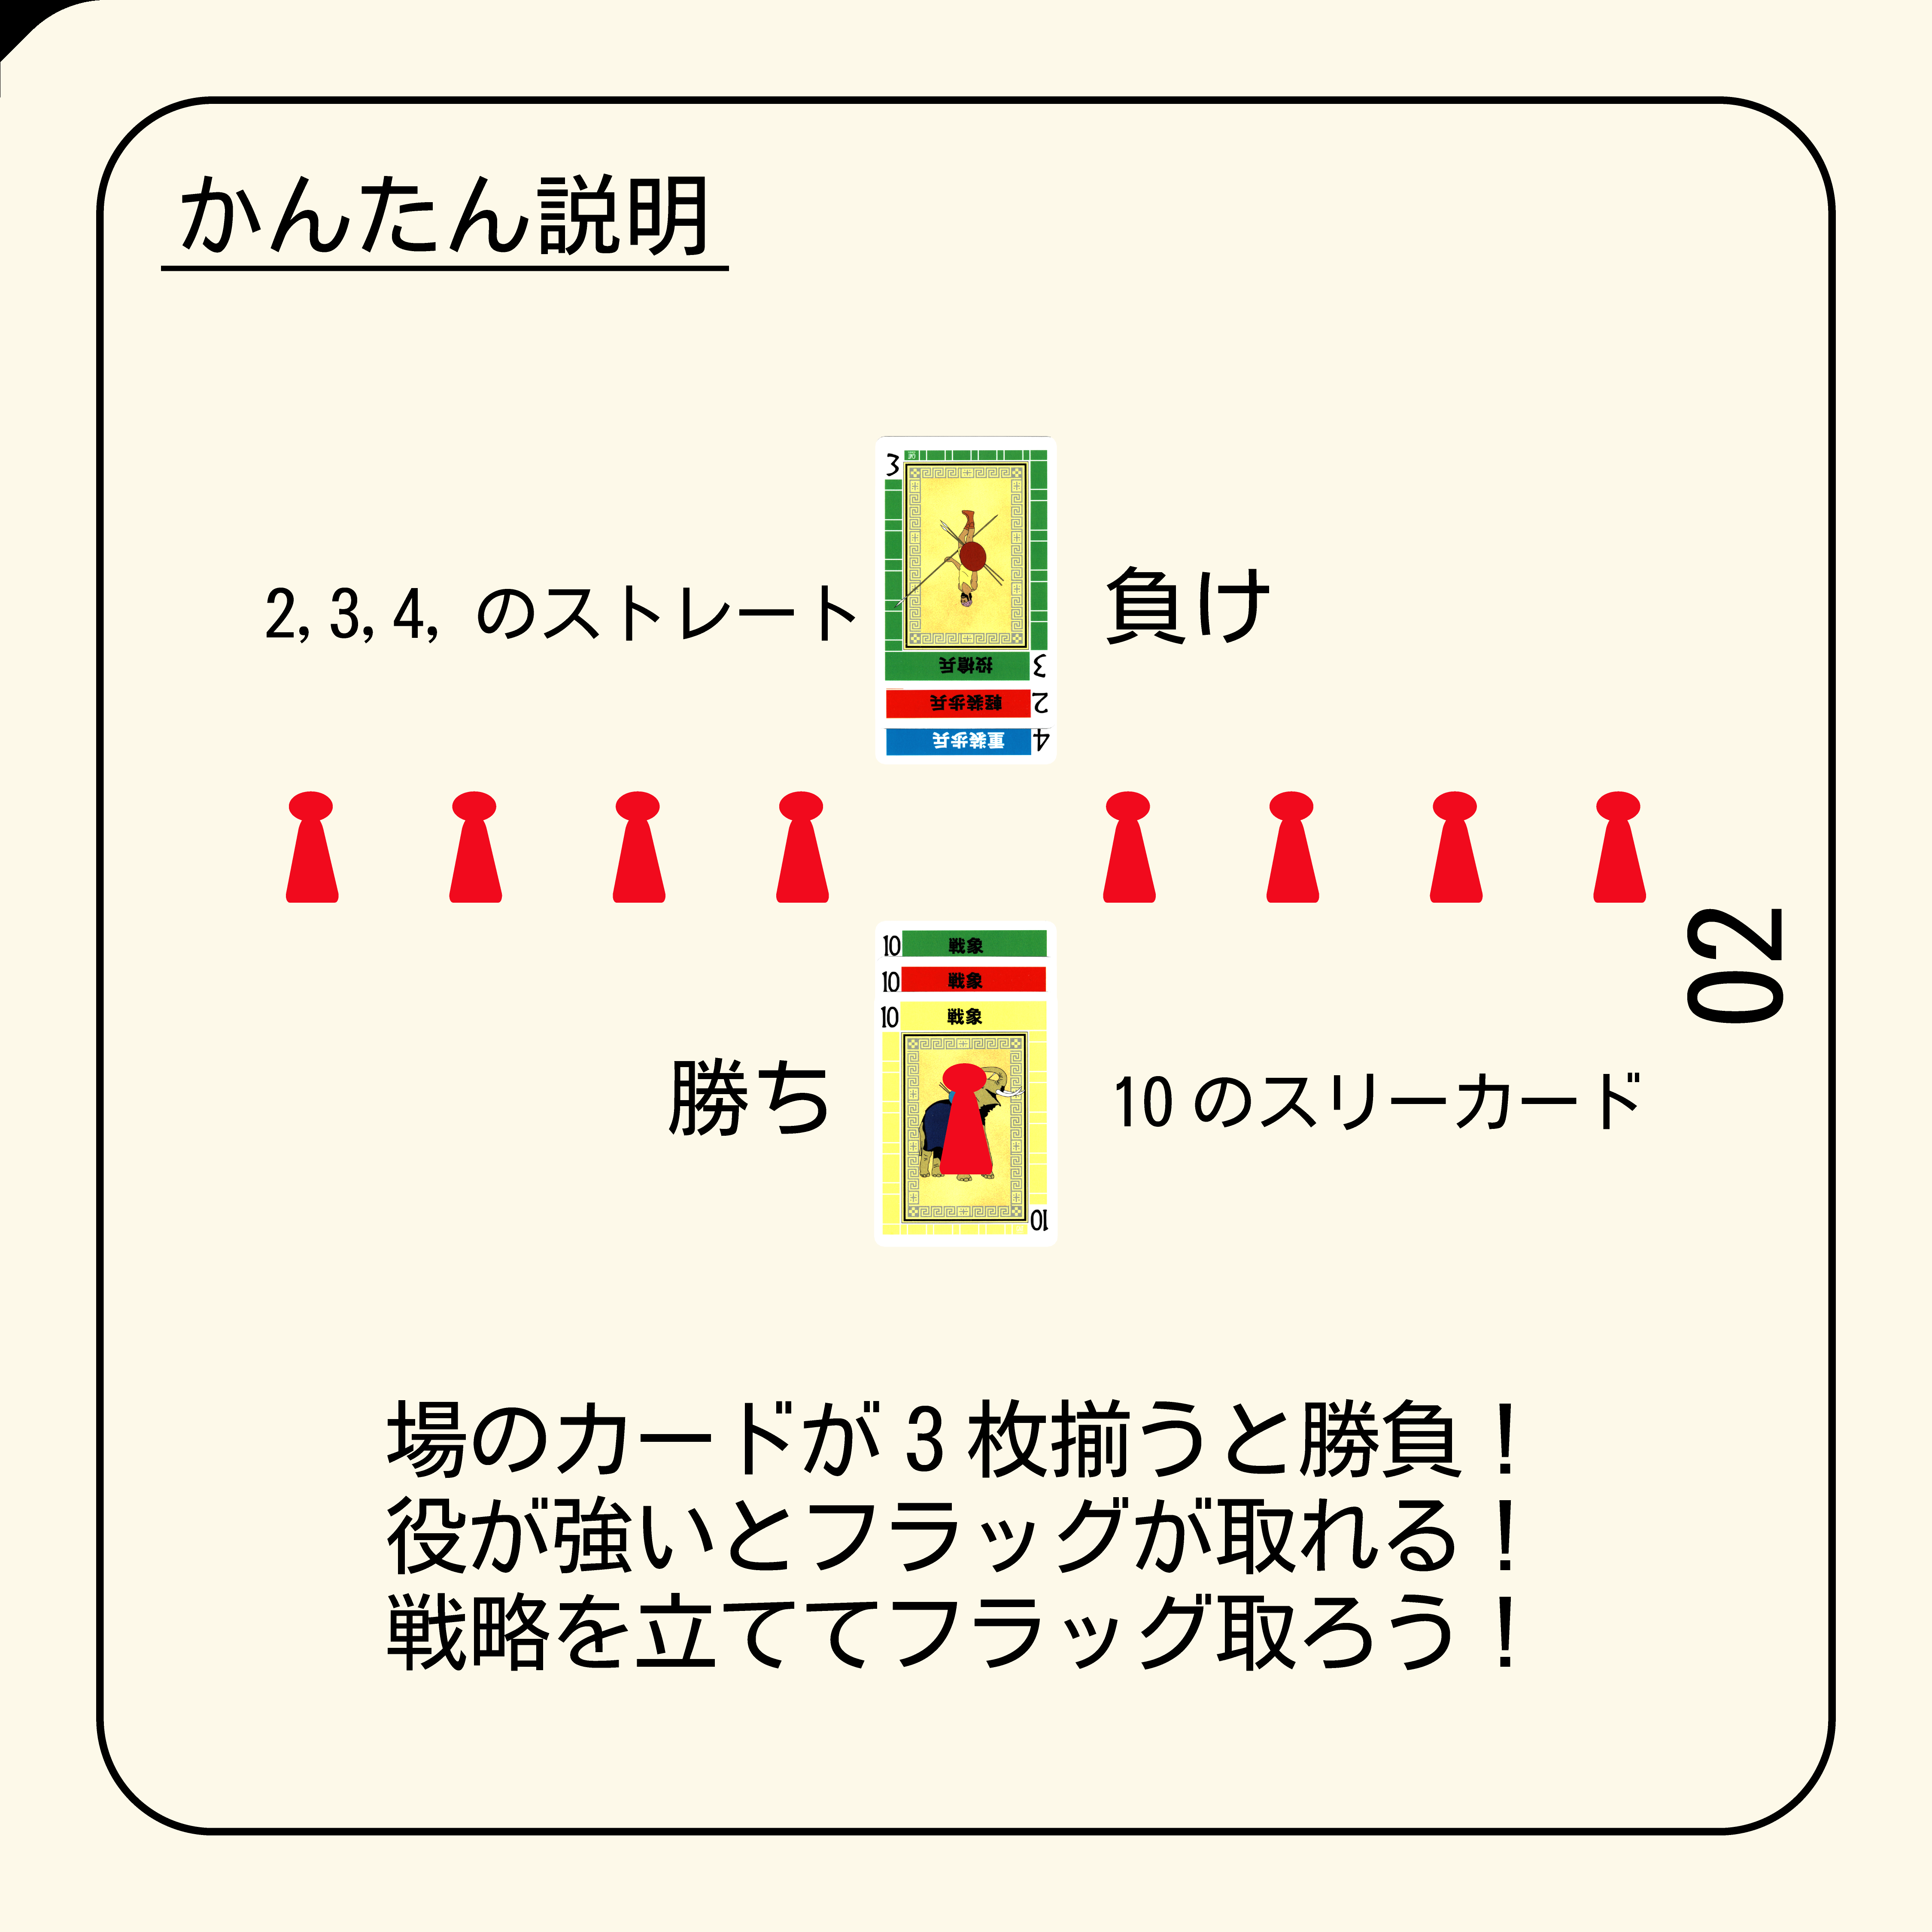 かんたん説明
3
2,3,4, のストレート
負け
投槍兵 3
軽装歩兵 2
重装歩兵 4
02
10 戦象
10 戦象
10 戦象
勝ち
10 のスリーカード
10
場のカードが 3 枚揃うと勝負！
役が強いとフラッグが取れる！
戦略を立ててフラッグ取ろう！